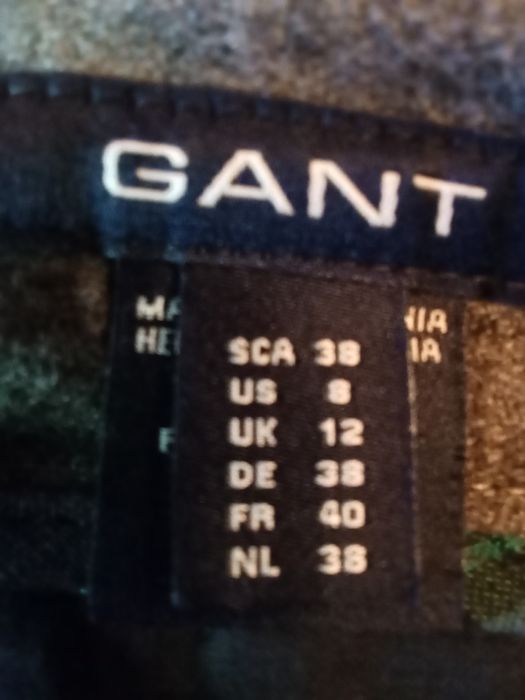 GANT
SCA 38
US 8
UK 12
DE 38
FR 40
NL 38